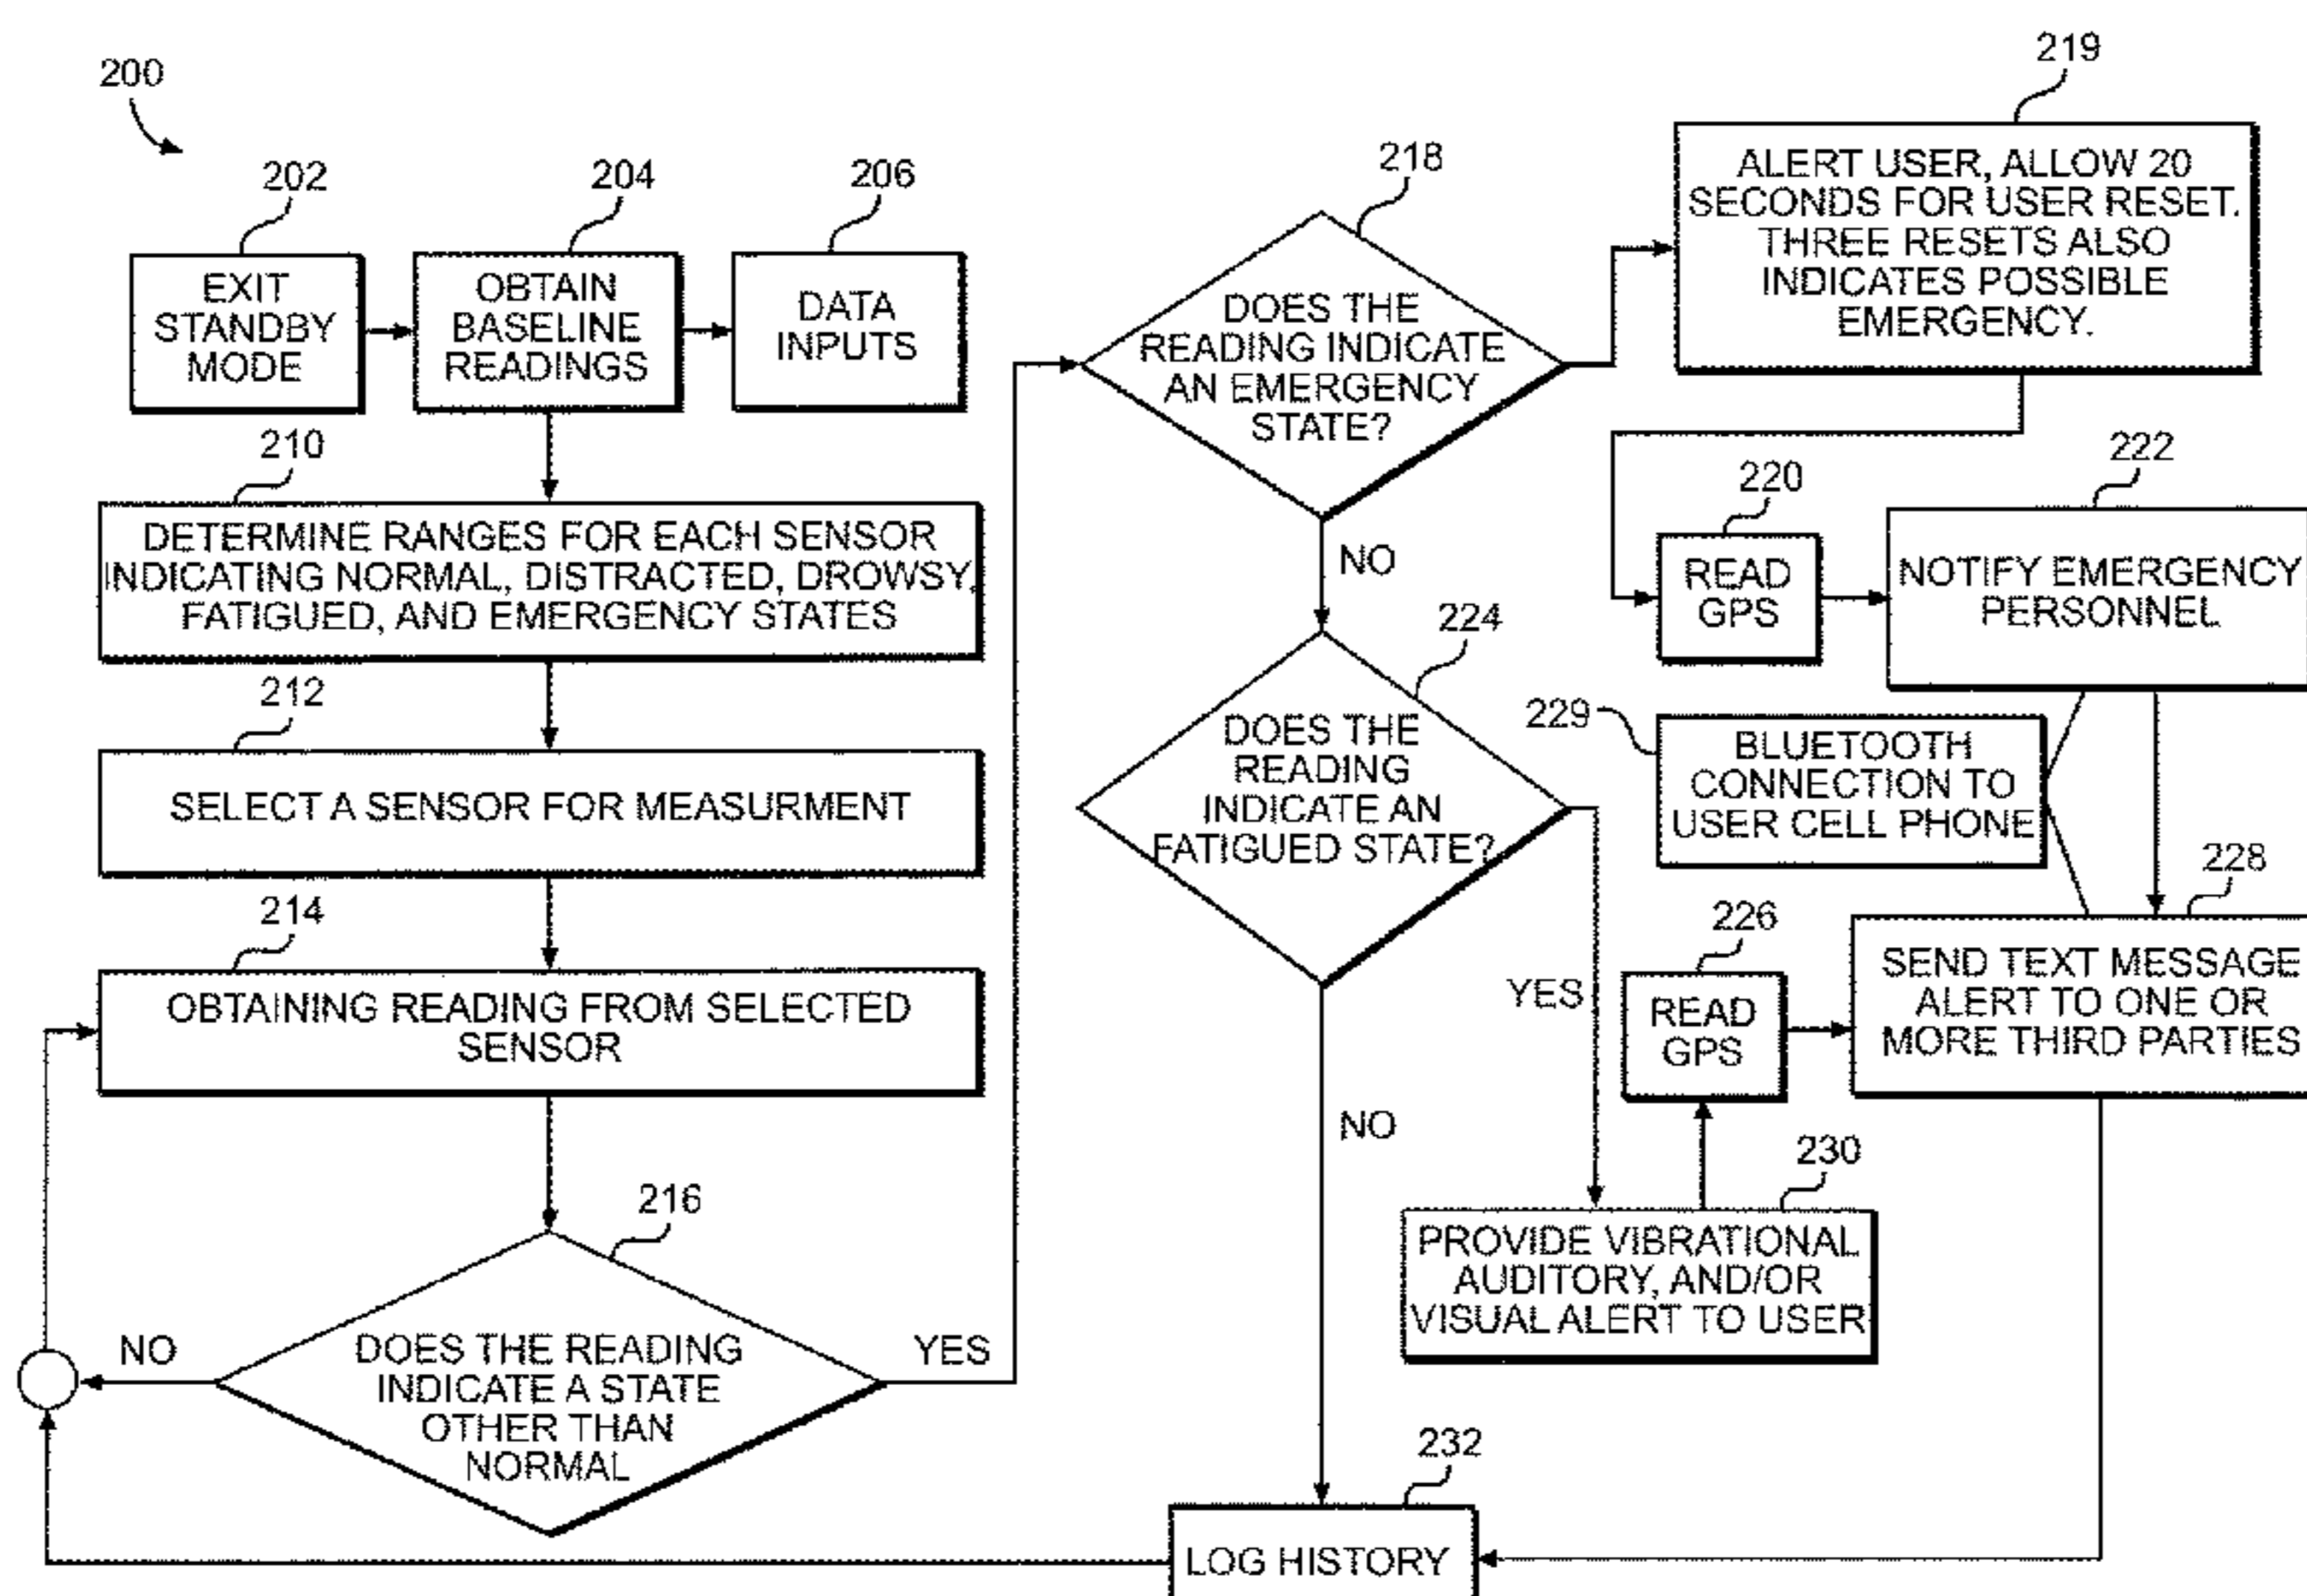 200
202
EXIT
STANDBY
MODE
204
OBTAIN
BASELINE
READINGS
206
DATA
INPUTS
210
DETERMINE RANGES FOR EACH SENSOR
INDICATING NORMAL, DISTRACTED, DROWSY,
FATIGUED, AND EMERGENCY STATES
212
SELECT A SENSOR FOR MEASURMENT
214
OBTAINING READING FROM SELECTED
SENSOR
216
DOES THE READING
INDICATE A STATE
OTHER THAN
NORMAL
NO
YES
218
DOES THE
READING INDICATE
AN EMERGENCY
STATE?
NO
219
ALERT USER, ALLOW 20
SECONDS FOR USER RESET.
THREE RESETS ALSO
INDICATES POSSIBLE
EMERGENCY.
220
READ
GPS
222
NOTIFY EMERGENCY
PERSONNEL
224
DOES THE
READING
INDICATE AN
FATIGUED STATE?
YES
NO
229
BLUETOOTH
CONNECTION TO
USER CELL PHONE
226
READ
GPS
228
SEND TEXT MESSAGE
ALERT TO ONE OR
MORE THIRD PARTIES
230
PROVIDE VIBRATIONAL
AUDITORY, AND/OR
VISUAL ALERT TO USER
232
LOG HISTORY